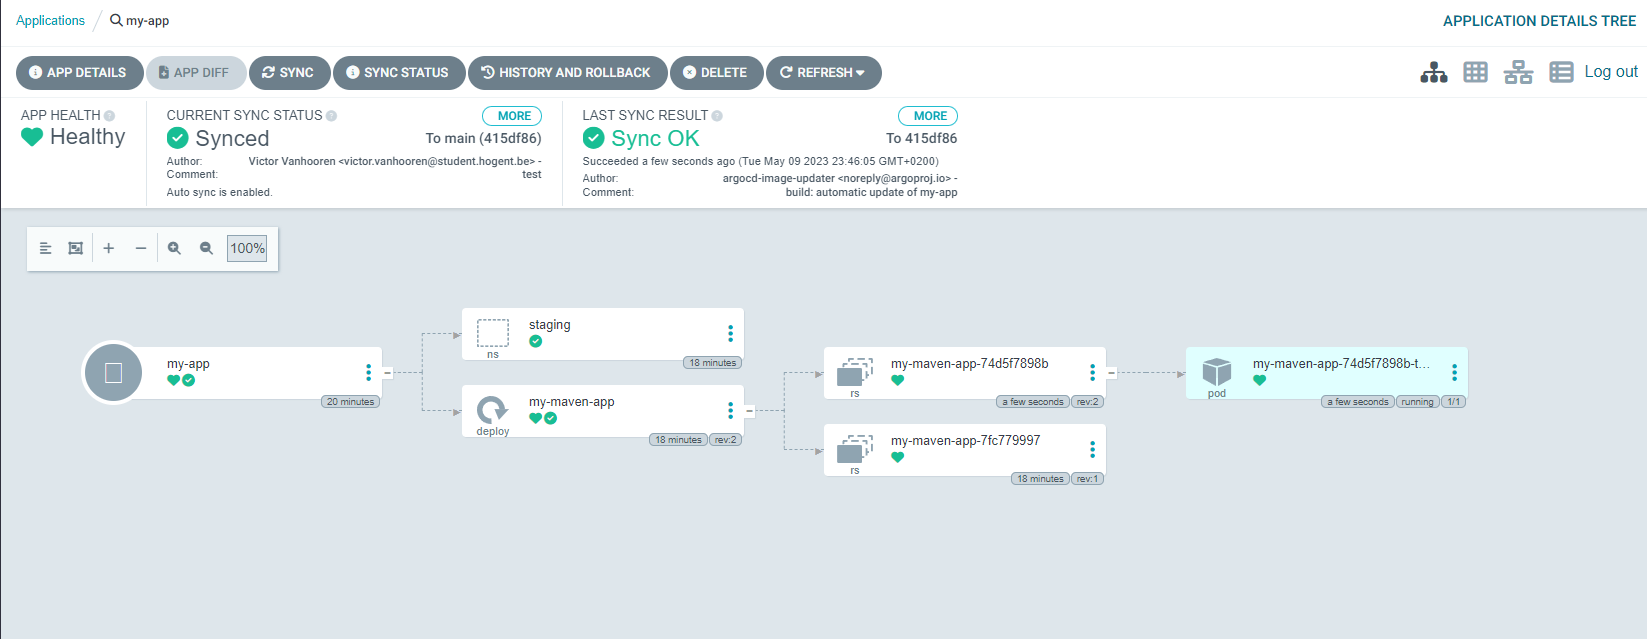 Applications / my-app
APPLICATION DETAILS TREE
APP DETAILS
APP DIFF
SYNC
SYNC STATUS
HISTORY AND ROLLBACK
DELETE
REFRESH
Log out
APP HEALTH
Healthy
CURRENT SYNC STATUS
MORE
Synced
To main (415df86)
Author: Victor Vanhooren <victor.vanhooren@student.hogent.be> -
Comment: test
Auto sync is enabled.
LAST SYNC RESULT
MORE
Sync OK
To 415df86
Succeeded a few seconds ago (Tue May 09 2023 23:46:05 GMT+0200)
Author: argocd-image-updater <noreply@argoproj.io> -
Comment: build: automatic update of my-app
100%
my-app
20 minutes
staging
ns
18 minutes
my-maven-app
deploy
18 minutes rev:2
my-maven-app-74d5f7898b
rs
a few seconds rev:2
my-maven-app-7fc779997
rs
18 minutes rev:1
my-maven-app-74d5f7898b-t...
pod
a few seconds running 1/1